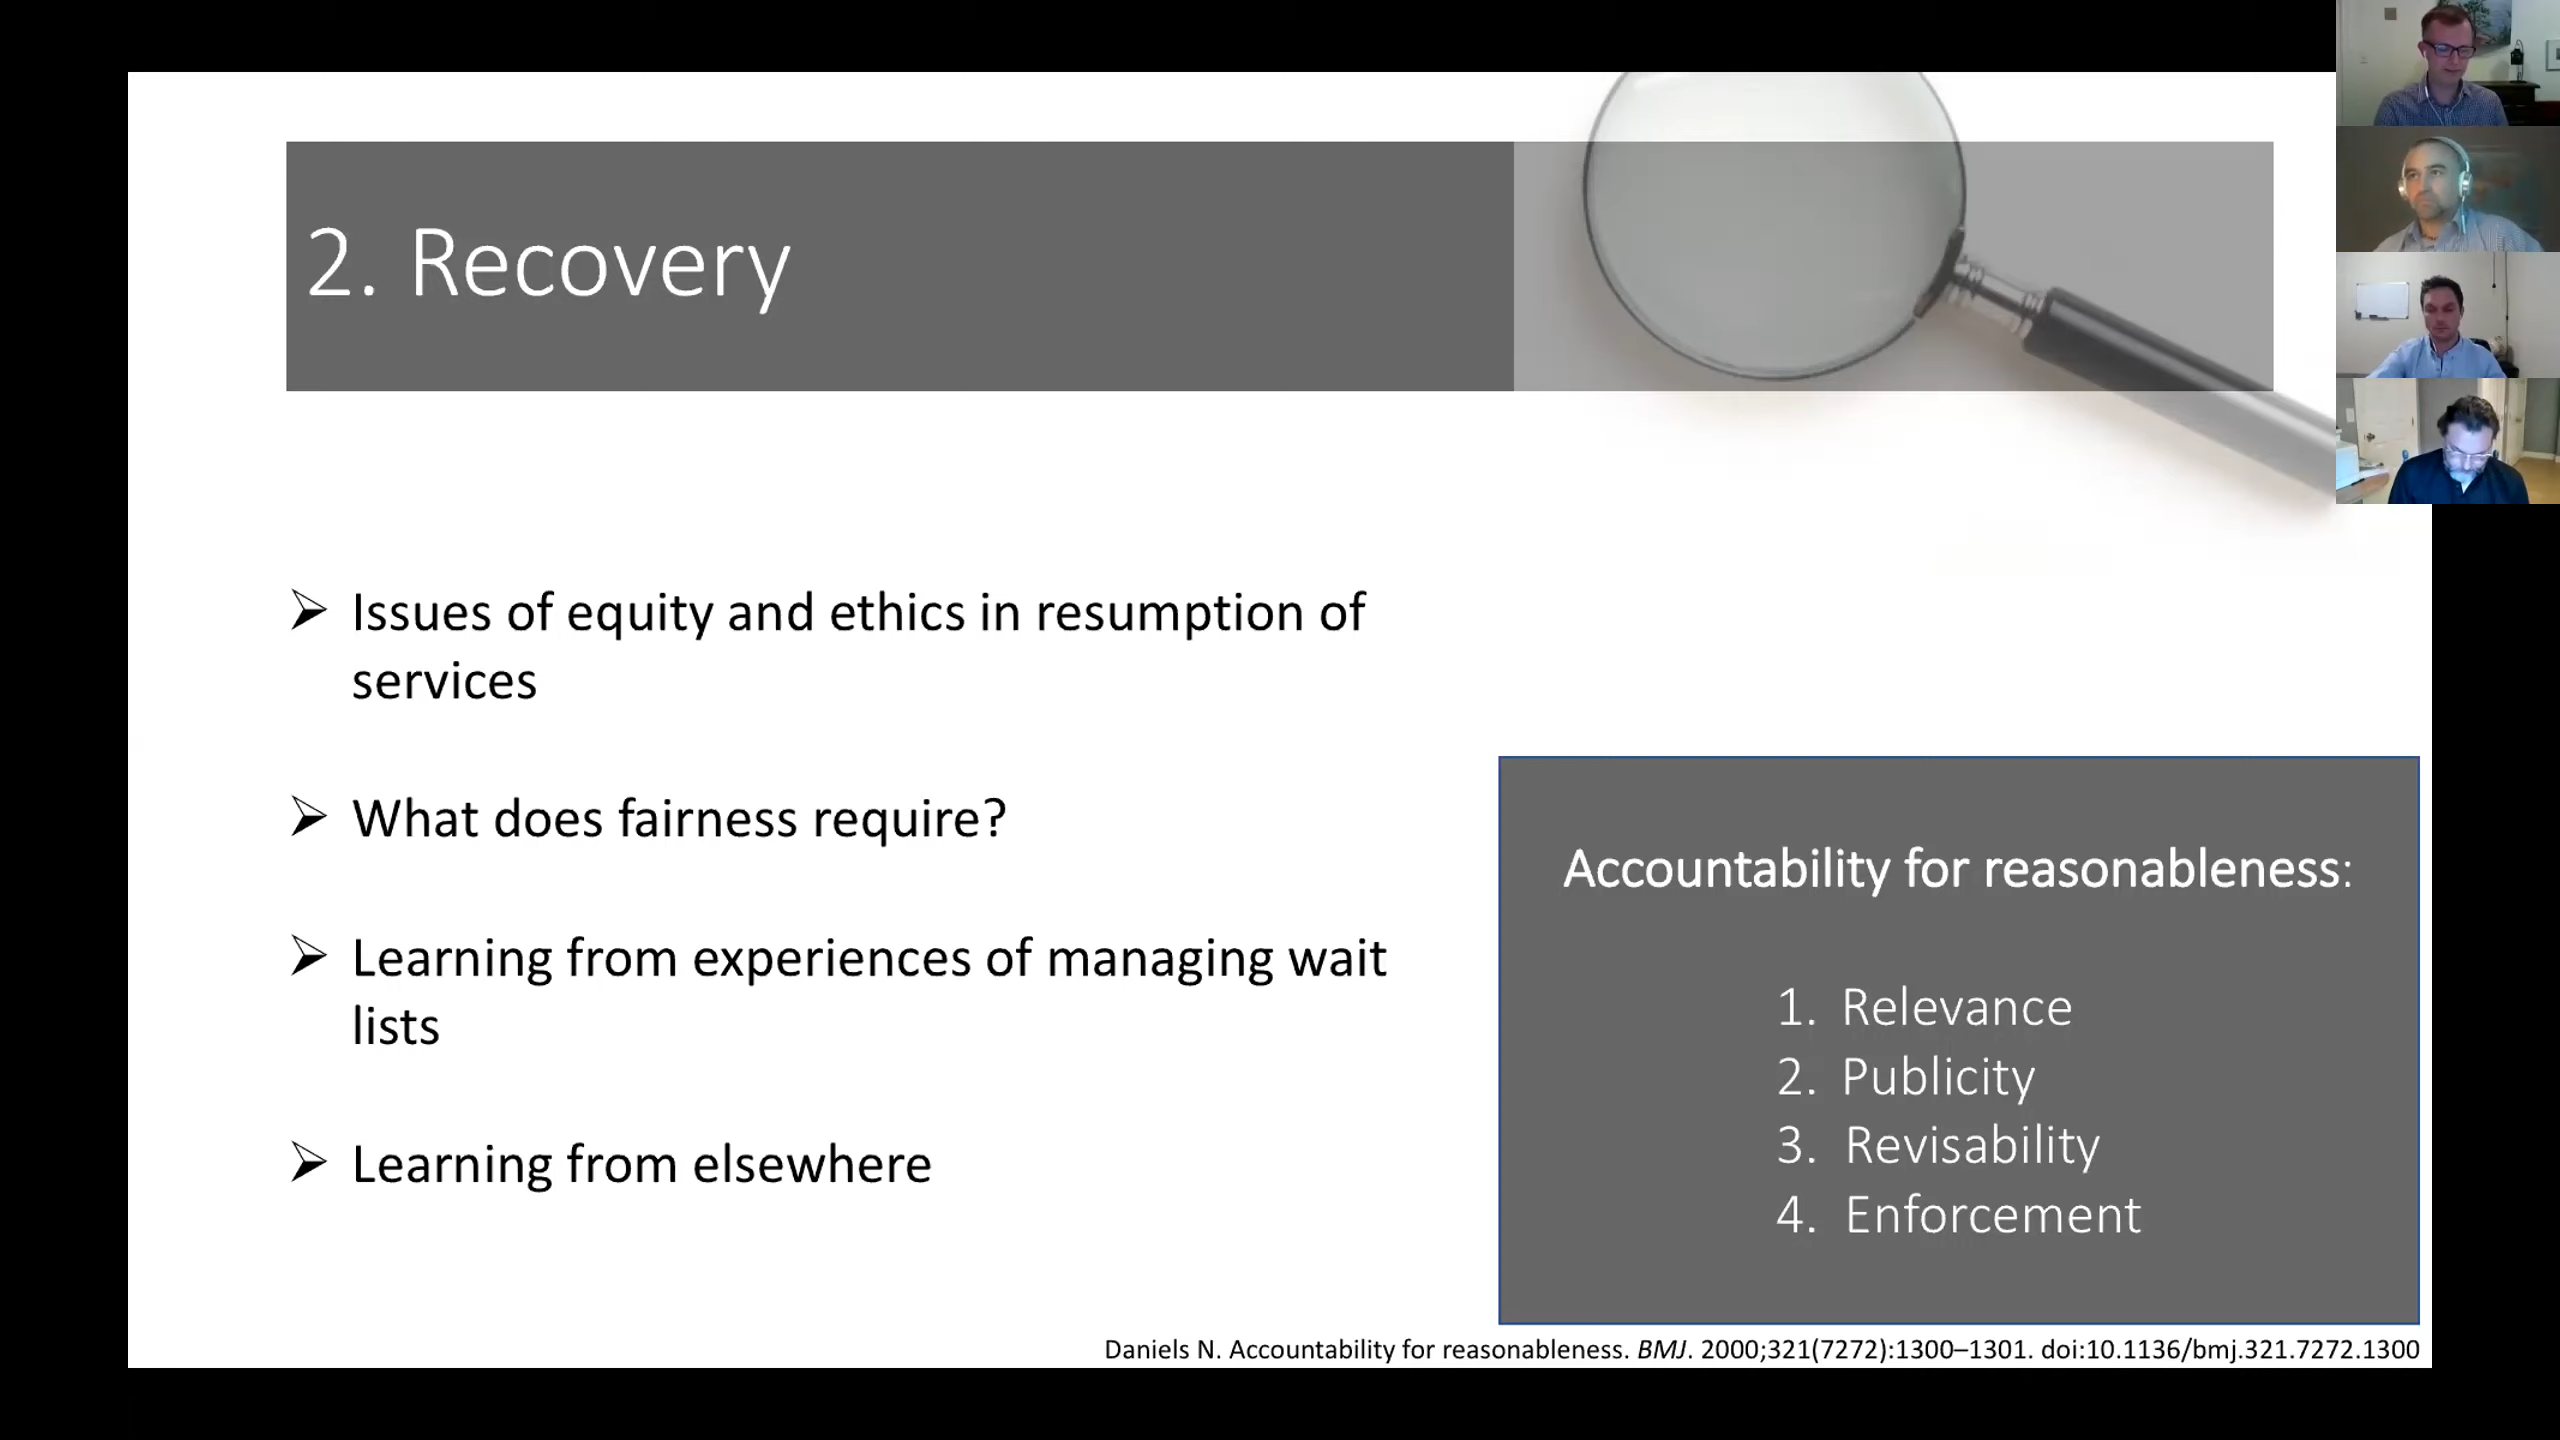 2. Recovery
Issues of equity and ethics in resumption of
services
What does fairness require?
Learning from experiences of managing wait
lists
Learning from elsewhere
Accountability for reasonableness:
1. Relevance
2. Publicity
3. Revisability
4. Enforcement
Daniels N. Accountability for reasonableness. BMJ. 2000;321(7272):1300–1301. doi:10.1136/bmj.321.7272.1300